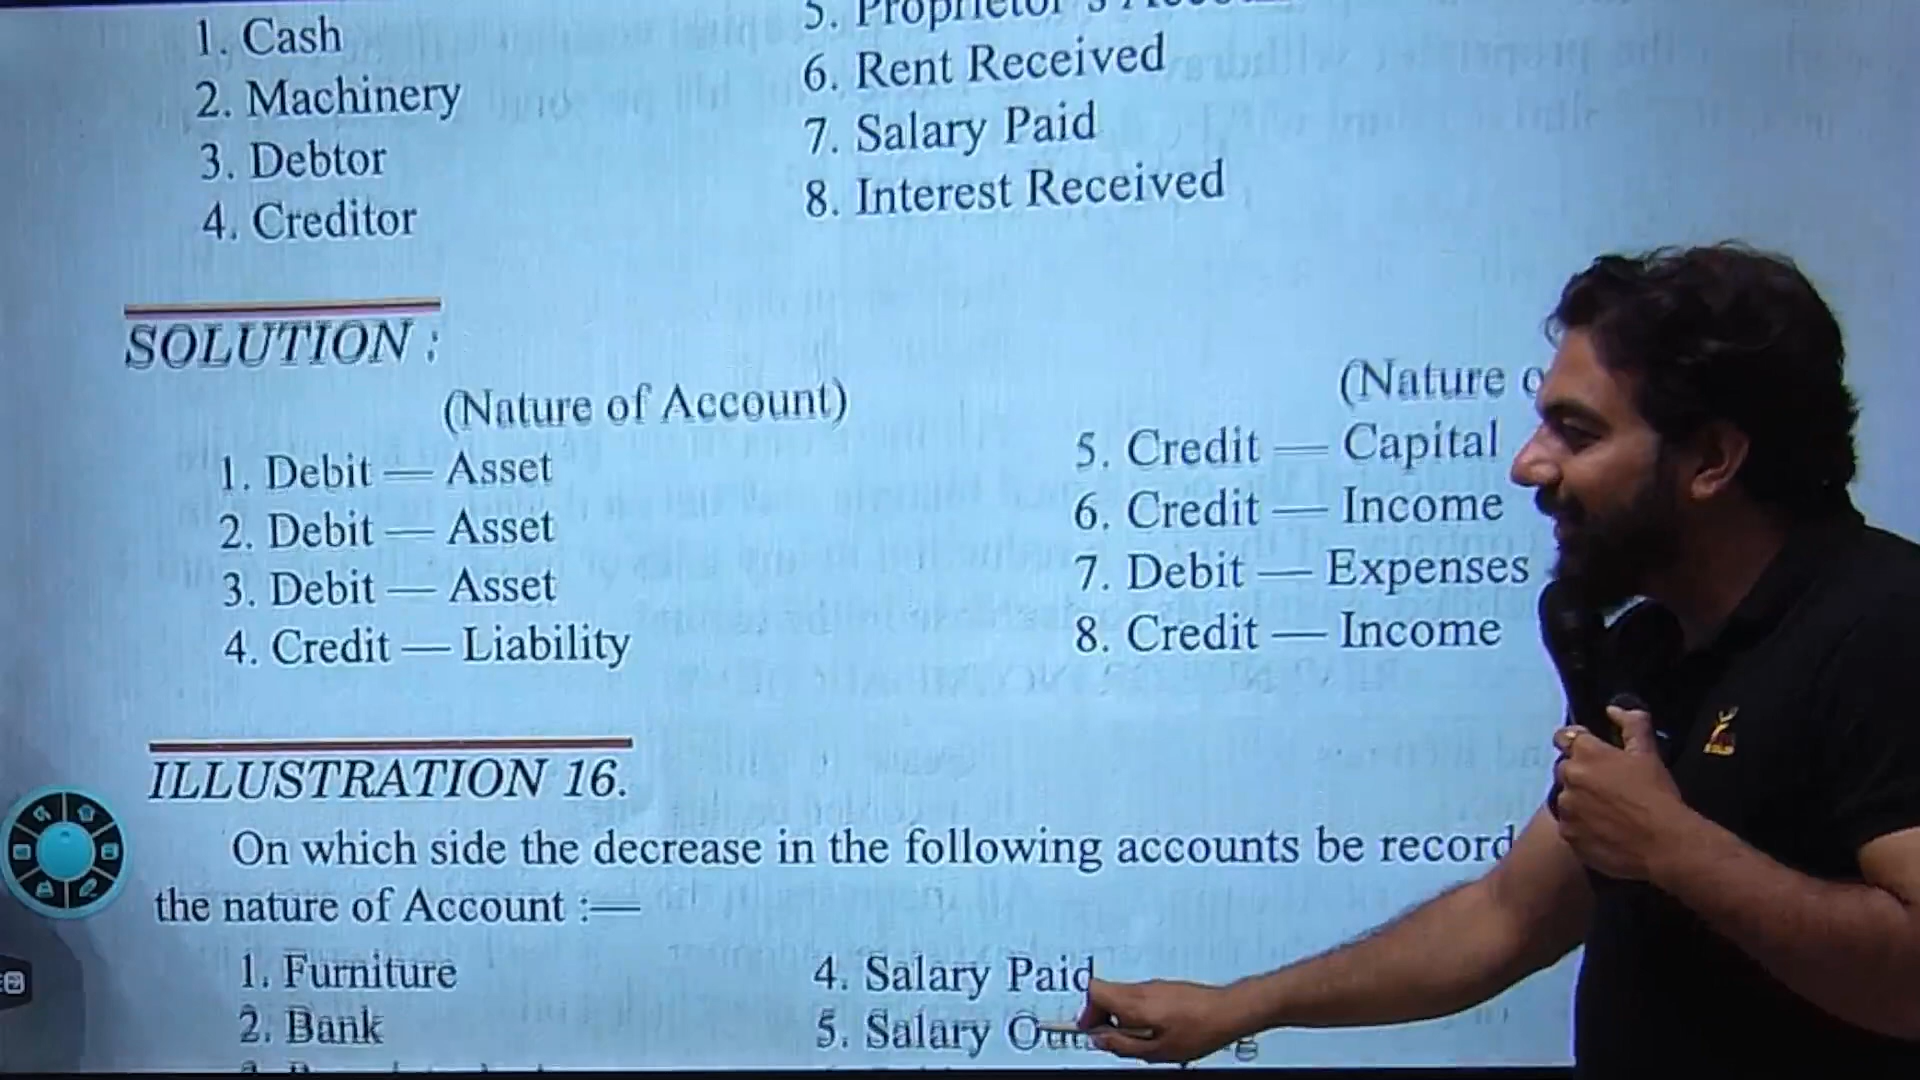 1. Cash
2. Machinery
3. Debtor
4. Creditor
5. Proprietor's
6. Rent Received
7. Salary Paid
8. Interest Received
SOLUTION :
(Nature of Account)
1. Debit — Asset
2. Debit — Asset
3. Debit — Asset
4. Credit — Liability
(Nature
5. Credit — Capital
6. Credit — Income
7. Debit — Expenses
8. Credit — Income
ILLUSTRATION 16.
On which side the decrease in the following accounts be record
the nature of Account :—
1. Furniture
2. Bank
4. Salary Paid
5. Salary